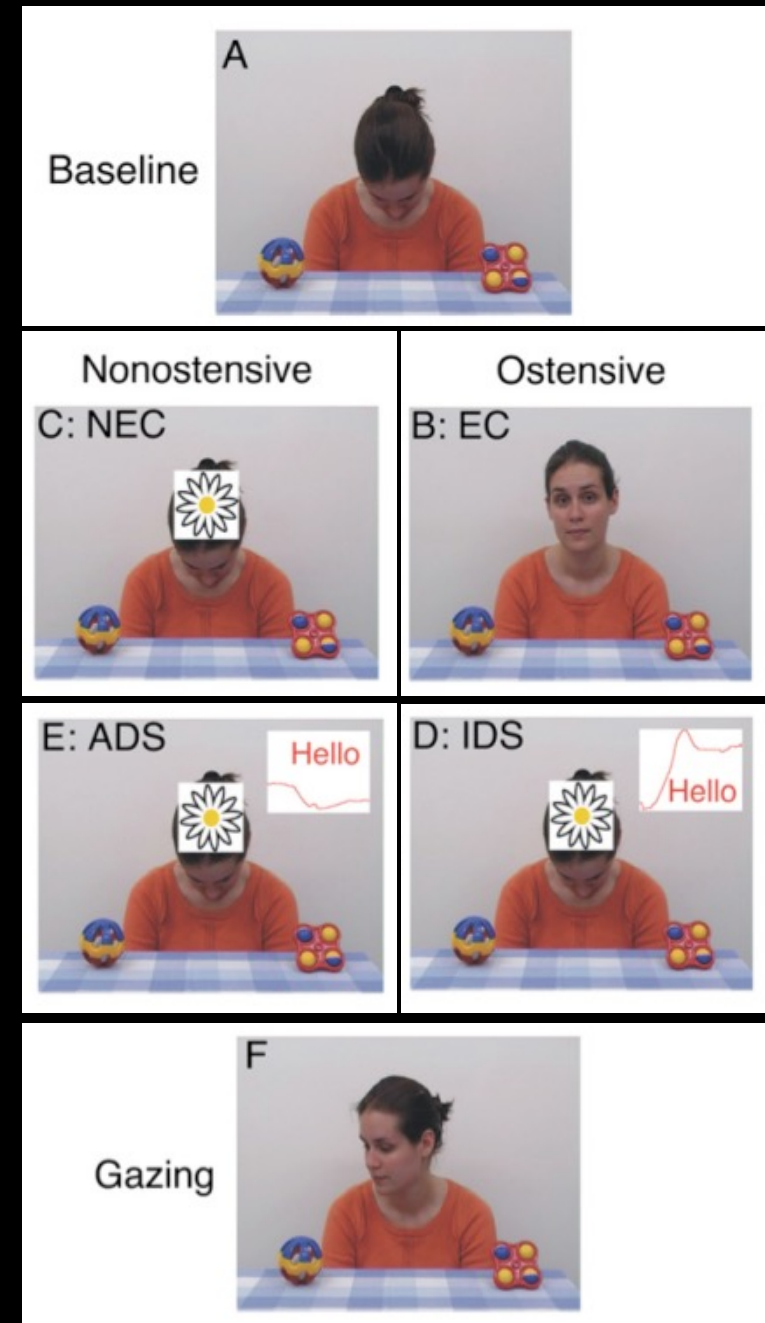 A
Baseline
Nonostensive
Ostensive
C: NEC
B: EC
E: ADS
Hello
D: IDS
Hello
F
Gazing